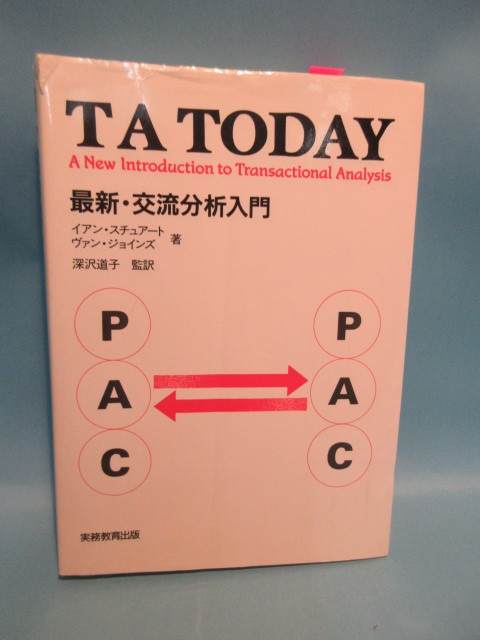 TA TODAY
A New Introduction to Transactional Analysis
最新・交流分析入門
イアン・スチュアート
ヴァン・ジョインズ 著
深沢道子 監訳
P P
A A
C C
実務教育出版